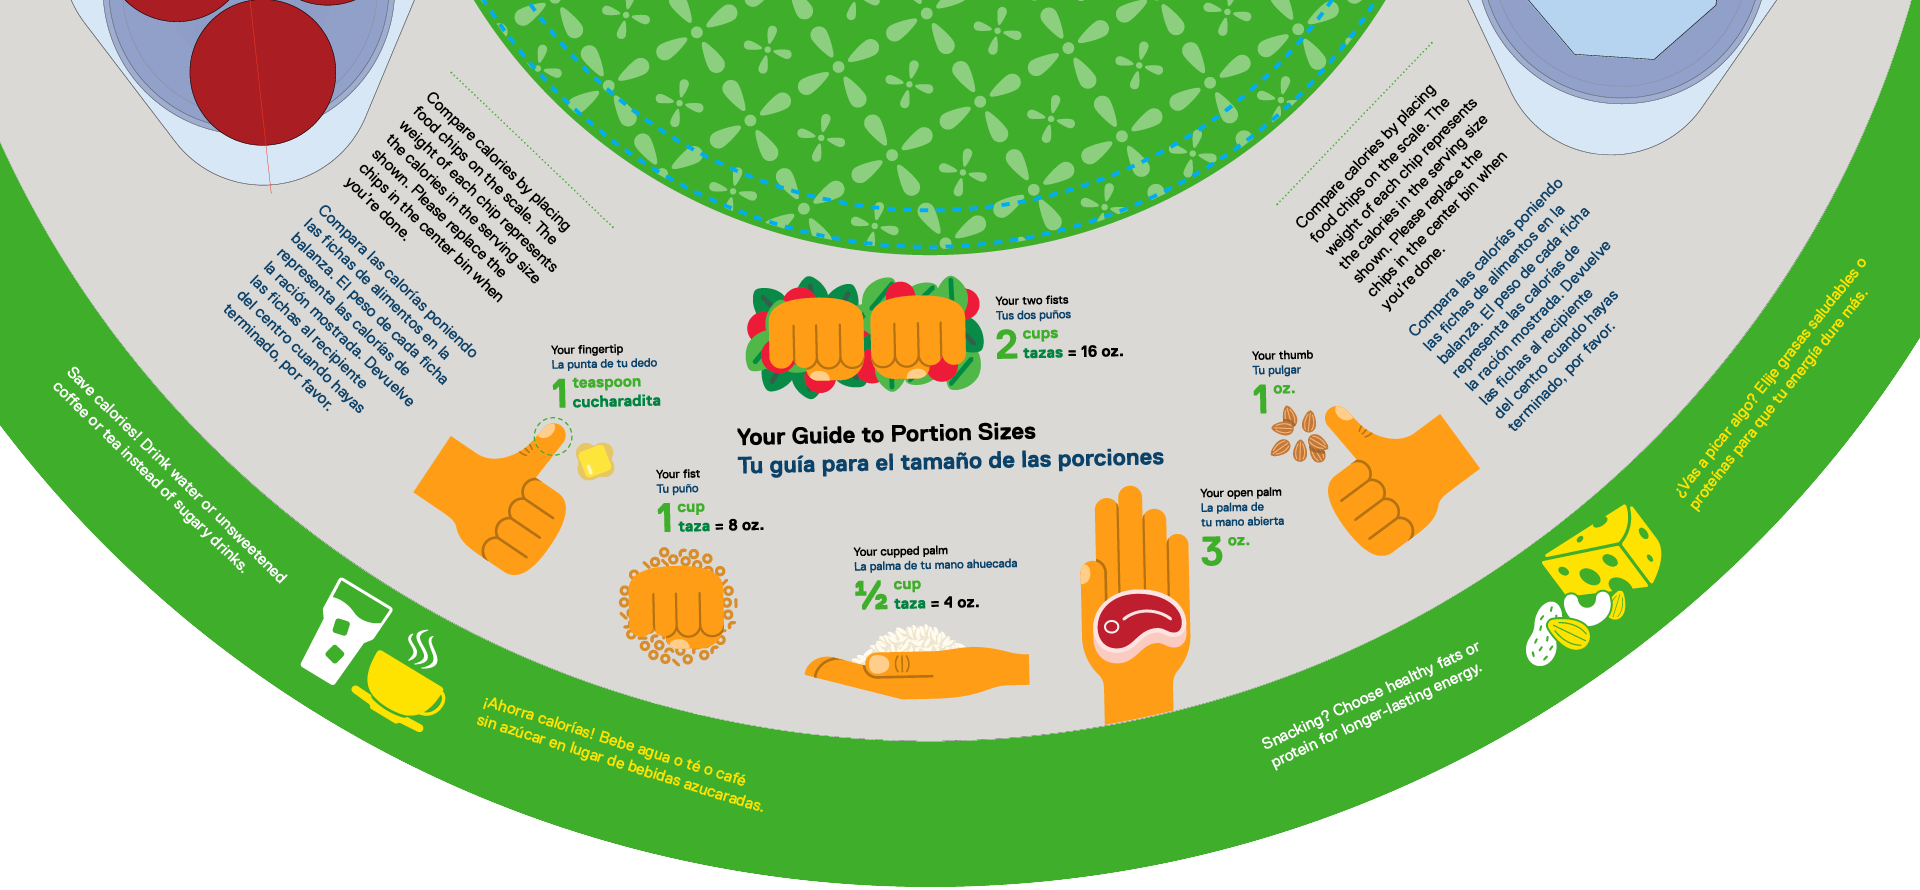 Compare calories by placing
food chips on the scale. The
weight of each chip represents
the calories in the serving size
shown. Please replace the
chips in the center bin when
you're done.
Compara las calorías poniendo
las fichas de alimentos en la
balanza. El peso de cada ficha
representa las calorías de
la ración mostrada. Devuelve
las fichas al recipiente
del centro cuando hayas
terminado, por favor.
Compare calories by placing
food chips on the scale. The
weight of each chip represents
the calories in the serving size
shown. Please replace the
chips in the center bin when
you're done.
Compara las calorías poniendo
las fichas de alimentos en la
balanza. El peso de cada ficha
representa las calorías de
la ración mostrada. Devuelve
las fichas al recipiente
del centro cuando hayas
terminado, por favor.
Your two fists
Tus dos puños
2 cups
tazas = 16 oz.
Your fingertip
La punta de tu dedo
1 teaspoon
cucharadita
Your thumb
Tu pulgar
1 oz.
Your Guide to Portion Sizes
Tu guía para el tamaño de las porciones
Your fist
Tu puño
1 cup
taza = 8 oz.
Your cupped palm
La palma de tu mano ahuecada
½ cup
taza = 4 oz.
Your open palm
La palma de
tu mano abierta
3 oz.
Save calories! Drink water or unsweetened
coffee or tea instead of sugary drinks.
¡Ahorra calorías! Bebe agua o té o café
sin azúcar en lugar de bebidas azucaradas.
Snacking? Choose healthy fats or
protein for longer-lasting energy.
¿Vas a picar algo? Elije grasas saludables o
proteínas para que tu energía dure más.